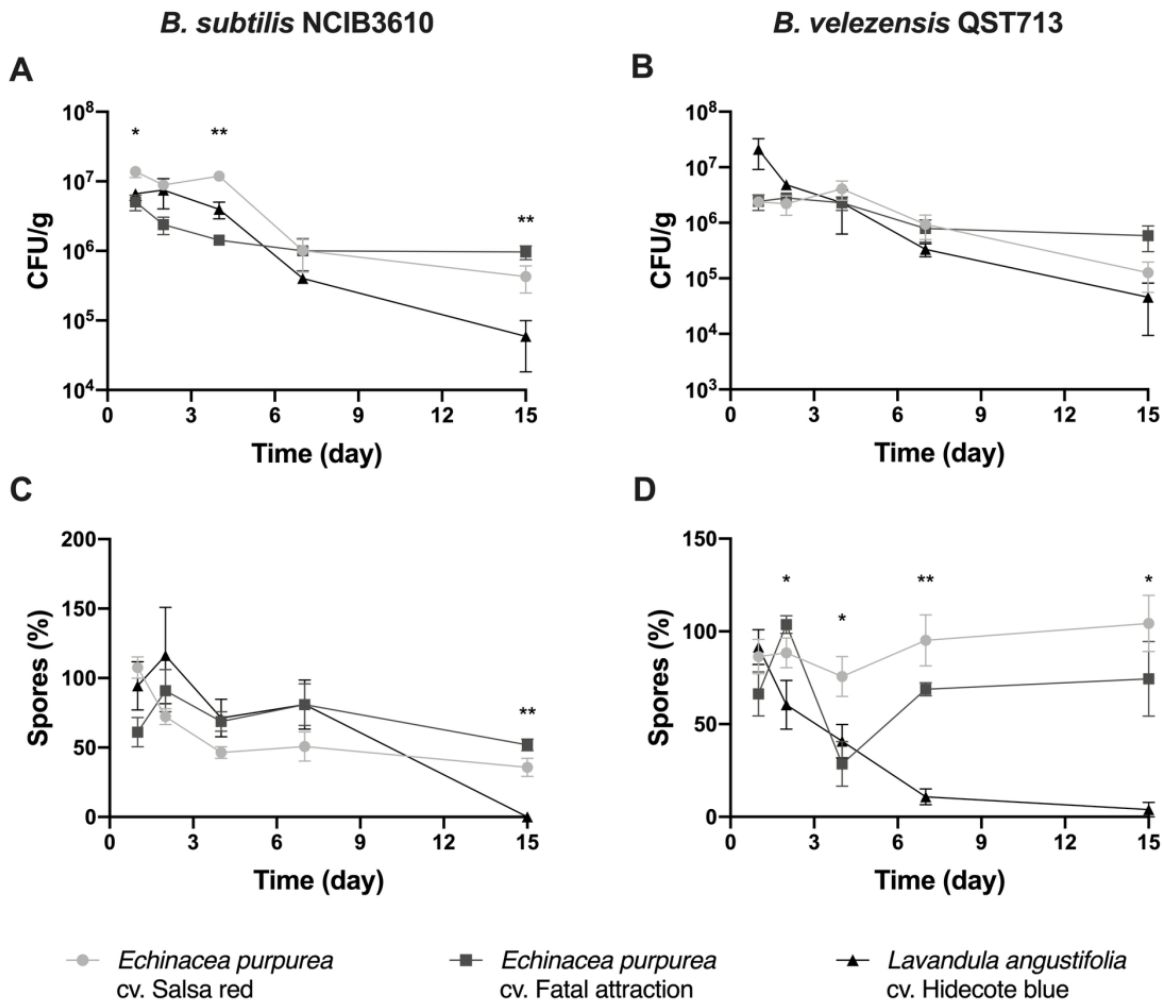 B. subtilis NCIB3610
B. velezensis QST713
A
B
CFU/g
10⁸
10⁷
10⁶
10⁵
10⁴
*
**
**
0 3 6 9 12 15
Time (day)
CFU/g
10⁸
10⁷
10⁶
10⁵
10⁴
10³
0 3 6 9 12 15
Time (day)
C
D
Spores (%)
200
150
100
50
0
**
0 3 6 9 12 15
Time (day)
Spores (%)
150
100
50
0
*
*
**
*
0 3 6 9 12 15
Time (day)
Echinacea purpurea
cv. Salsa red
Echinacea purpurea
cv. Fatal attraction
Lavandula angustifolia
cv. Hidecote blue